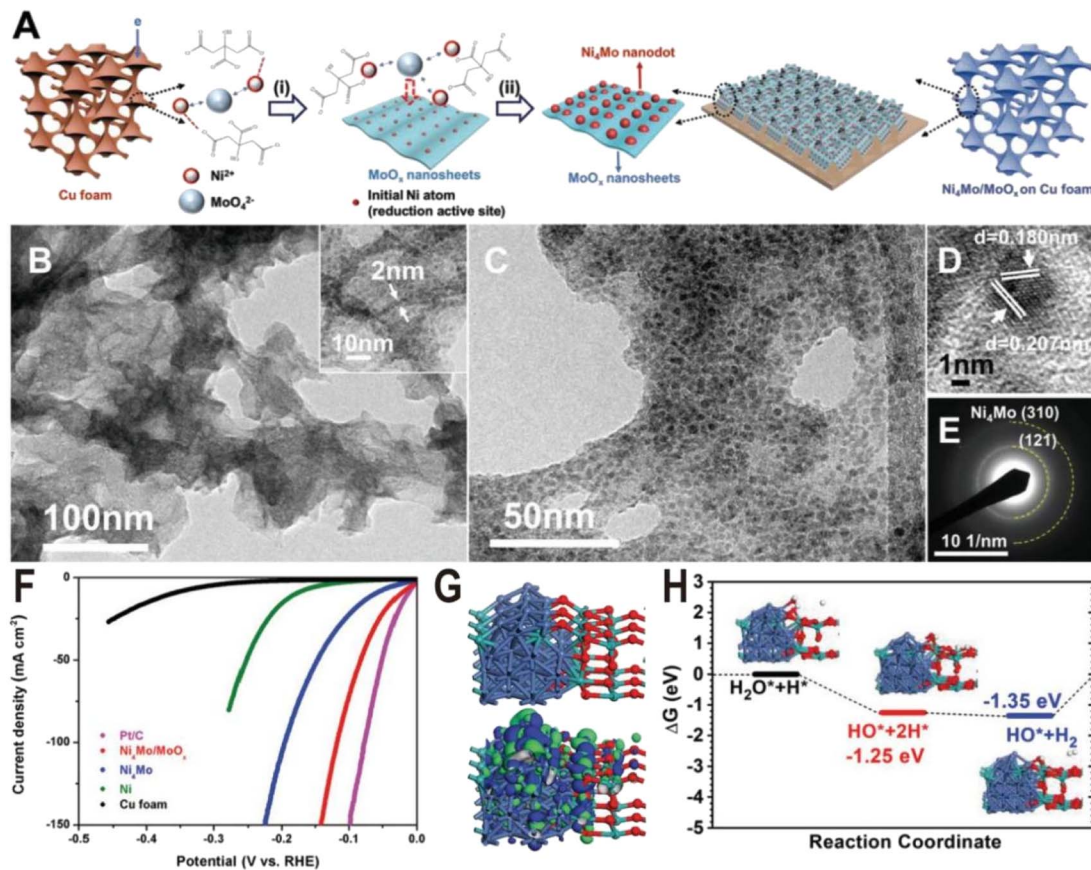 A
e
(i)
(ii)
Ni₄Mo nanodot
Cu foam
Ni²⁺
MoO₄²⁻
MoOₓ nanosheets
Initial Ni atom
(reduction active site)
MoOₓ nanosheets
Ni₄Mo/MoOₓ on Cu foam
B
2nm
10nm
100nm
C
50nm
D
d=0.180nm
d=0.207nm
1nm
E
Ni₄Mo (310)
(121)
10 1/nm
F
0
-50
-100
-150
Current density (mA cm⁻²)
Pt/C
Ni₄Mo/MoOₓ
Ni₄Mo
Ni
Cu foam
-0.5 -0.4 -0.3 -0.2 -0.1 0.0
Potential (V vs. RHE)
G
H
3
2
1
0
-1
-2
-3
-4
-5
ΔG (eV)
H₂O*+H*
HO*+2H*
-1.25 eV
-1.35 eV
HO*+H₂
Reaction Coordinate